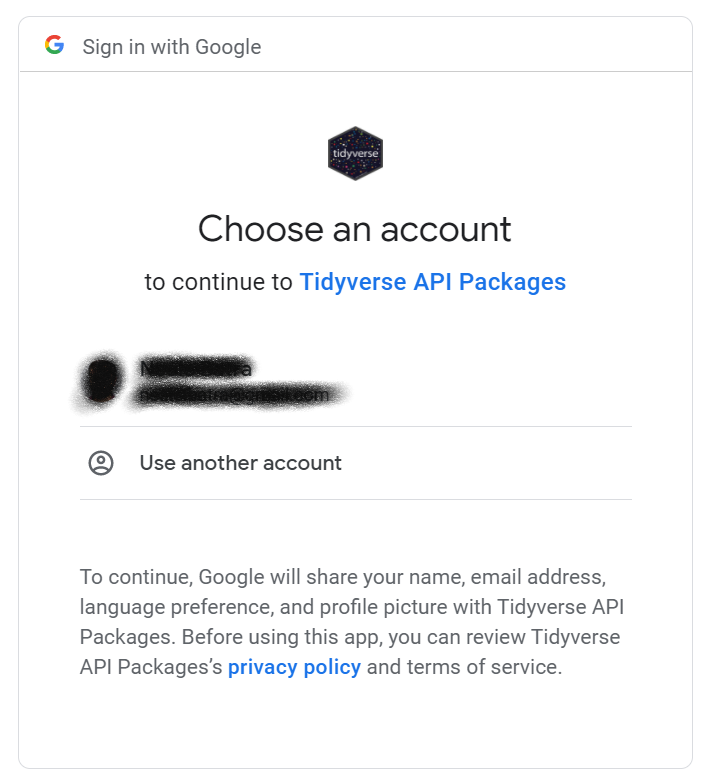 Sign in with Google
tidyverse
Choose an account
to continue to Tidyverse API Packages
Use another account
To continue, Google will share your name, email address,
language preference, and profile picture with Tidyverse API
Packages. Before using this app, you can review Tidyverse
API Packages's privacy policy and terms of service.